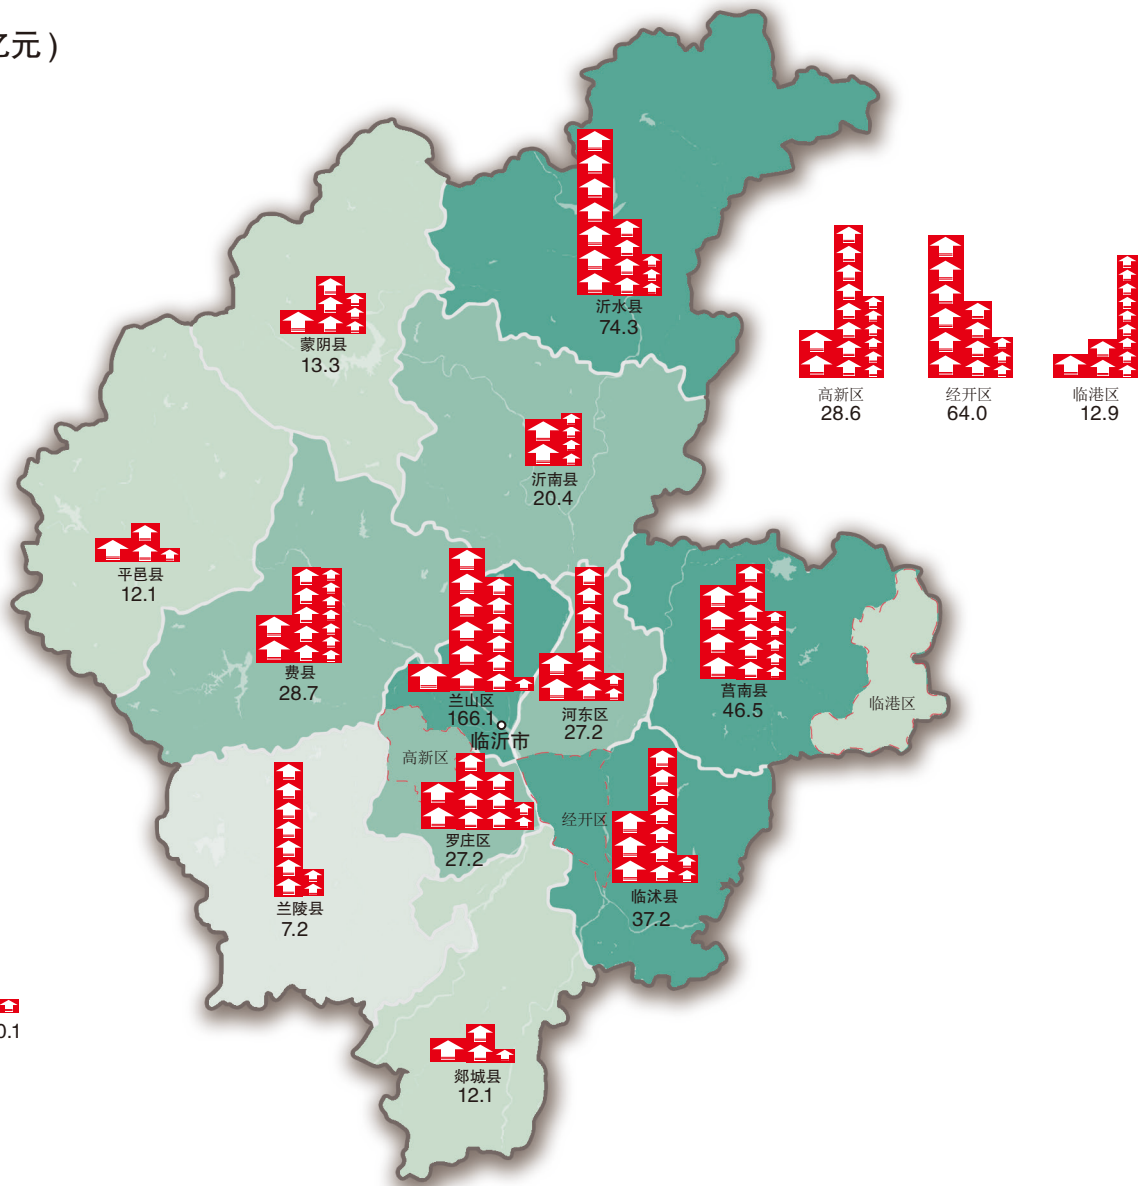 亿元）
沂水县
74.3
蒙阴县
13.3
高新区
28.6
经开区
64.0
临港区
12.9
沂南县
20.4
平邑县
12.1
费县
28.7
兰山区
166.1
临沂市
河东区
27.2
莒南县
46.5
临港区
高新区
罗庄区
27.2
经开区
临沭县
37.2
兰陵县
7.2
0.1
郯城县
12.1